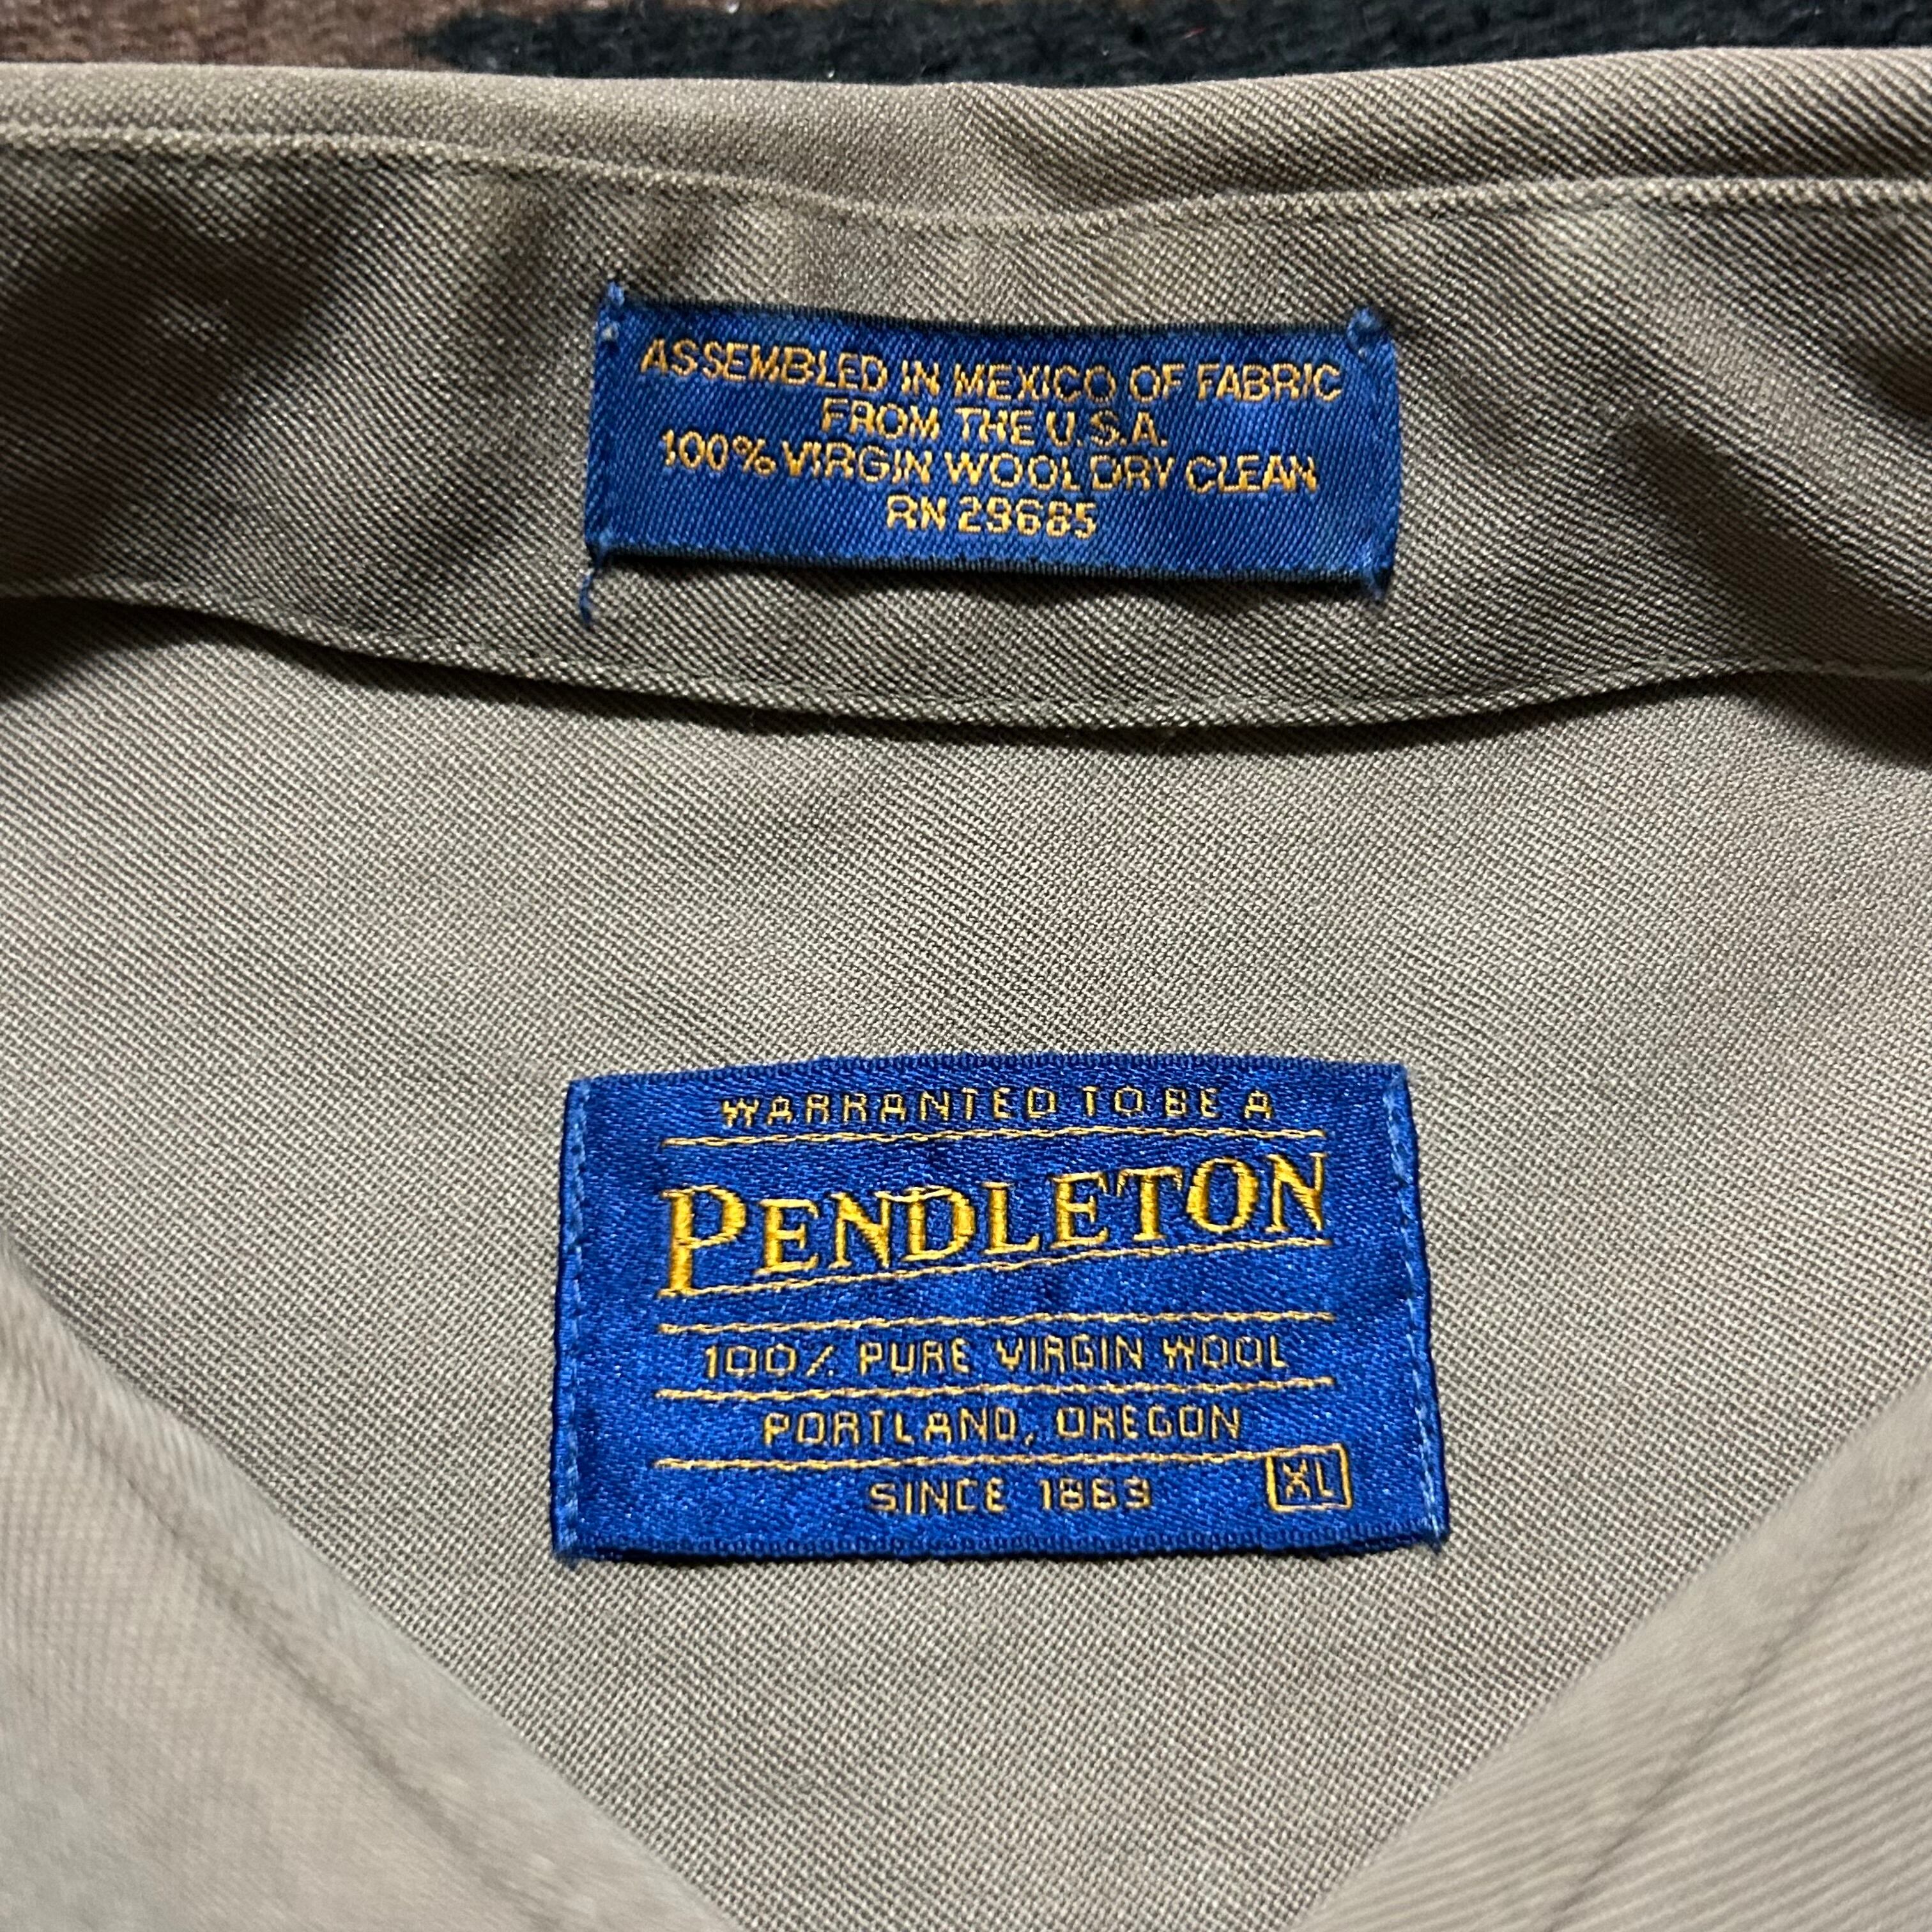 ASSEMBLED IN MEXICO OF FABRIC
FROM THE U.S.A.
100% VIRGIN WOOL DRY CLEAN
RN 29685
WARRANTED TO BE A
PENDLETON
100% PURE VIRGIN WOOL
PORTLAND, OREGON
SINCE 1863
XL